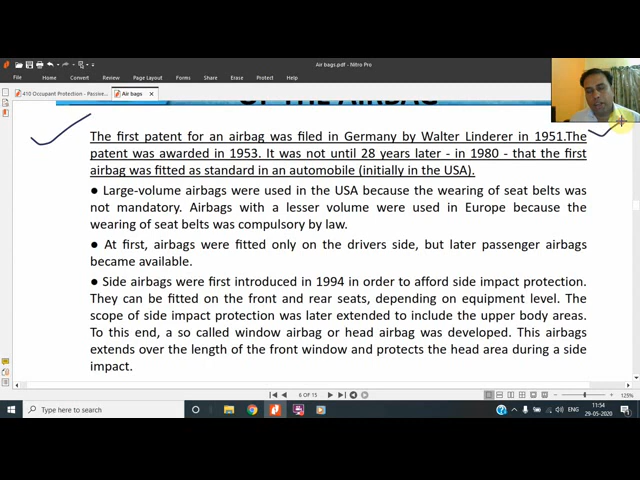 Air bags.pdf - Nitro Pro
File
Home Convert Review Page Layout Forms Share Erase Protect Help
410 Occupant Protection - Passive...
Air bags
OF THE AIRBAG
The first patent for an airbag was filed in Germany by Walter Linderer in 1951.The
patent was awarded in 1953. It was not until 28 years later - in 1980 - that the first
airbag was fitted as standard in an automobile (initially in the USA).
● Large-volume airbags were used in the USA because the wearing of seat belts was
not mandatory. Airbags with a lesser volume were used in Europe because the
wearing of seat belts was compulsory by law.
● At first, airbags were fitted only on the drivers side, but later passenger airbags
became available.
● Side airbags were first introduced in 1994 in order to afford side impact protection.
They can be fitted on the front and rear seats, depending on equipment level. The
scope of side impact protection was later extended to include the upper body areas.
To this end, a so called window airbag or head airbag was developed. This airbags
extends over the length of the front window and protects the head area during a side
impact.
6 OF 15
125%
Type here to search
ENG
11:54
29-05-2020